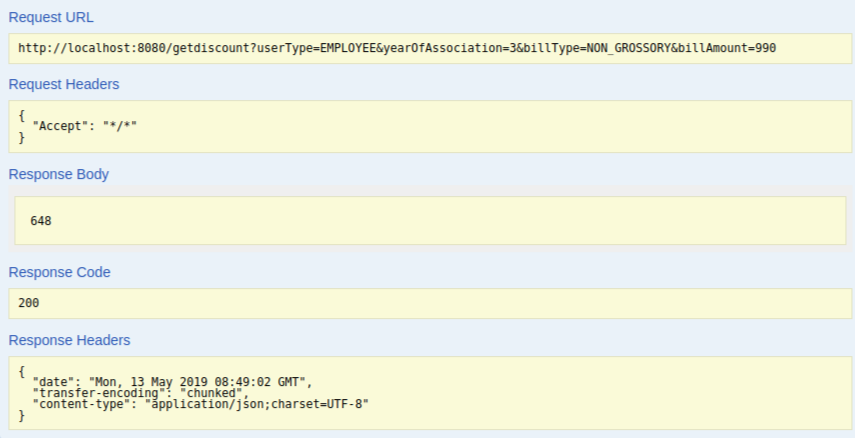 Request URL
http://localhost:8080/getdiscount?userType=EMPLOYEE&yearOfAssociation=3&billType=NON_GROSSORY&billAmount=990
Request Headers
{
  "Accept": "*/*"
}
Response Body
648
Response Code
200
Response Headers
{
  "date": "Mon, 13 May 2019 08:49:02 GMT",
  "transfer-encoding": "chunked",
  "content-type": "application/json;charset=UTF-8"
}